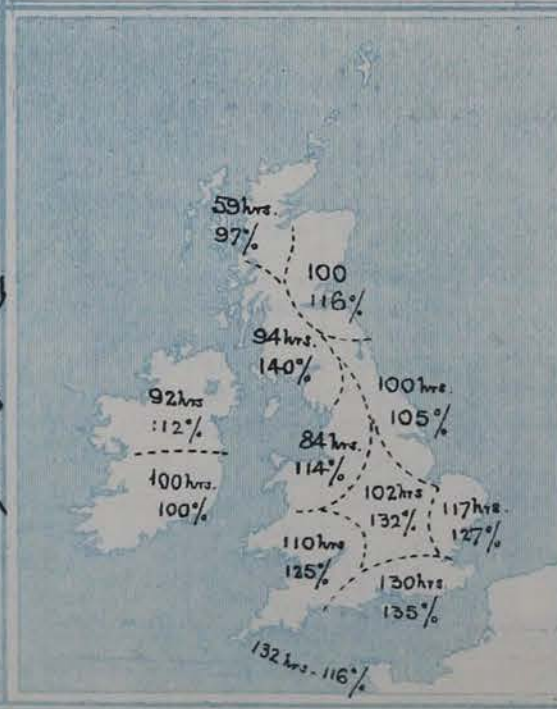 59hrs.
97%
100
116%
94hrs.
140%
92hrs
112%
100hrs.
105%
84hrs.
114%
100hrs.
100%
102hrs
132%
117hrs.
127%
110hrs
125%
130hrs
135%
132hrs. - 116%